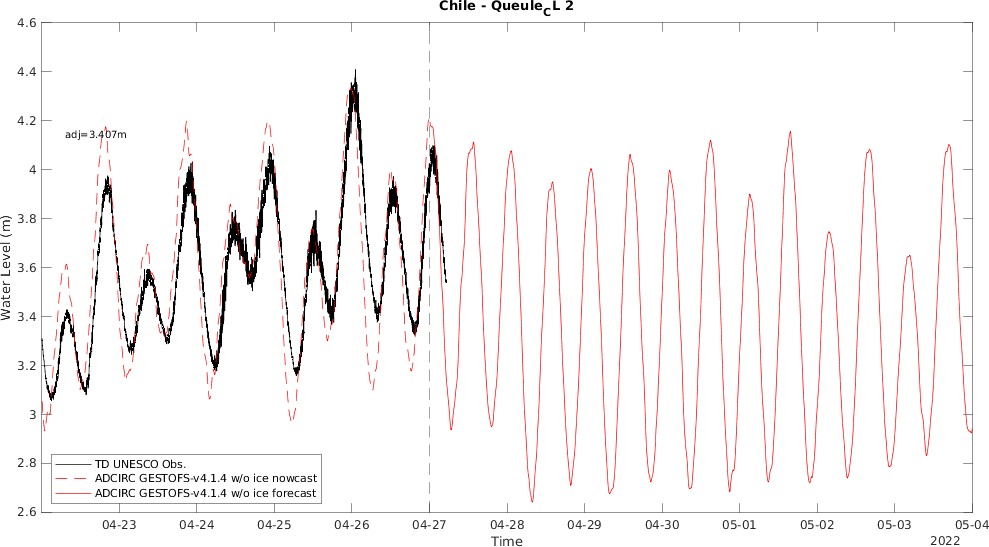 Chile - Queule_CL 2
4.6
4.4
4.2
4
3.8
3.6
3.4
3.2
3
2.8
2.6
Water Level (m)
adj=3.407m
TD UNESCO Obs.
ADCIRC GESTOFS-v4.1.4 w/o ice nowcast
ADCIRC GESTOFS-v4.1.4 w/o ice forecast
04-23 04-24 04-25 04-26 04-27 04-28 04-29 04-30 05-01 05-02 05-03 05-04
Time
2022